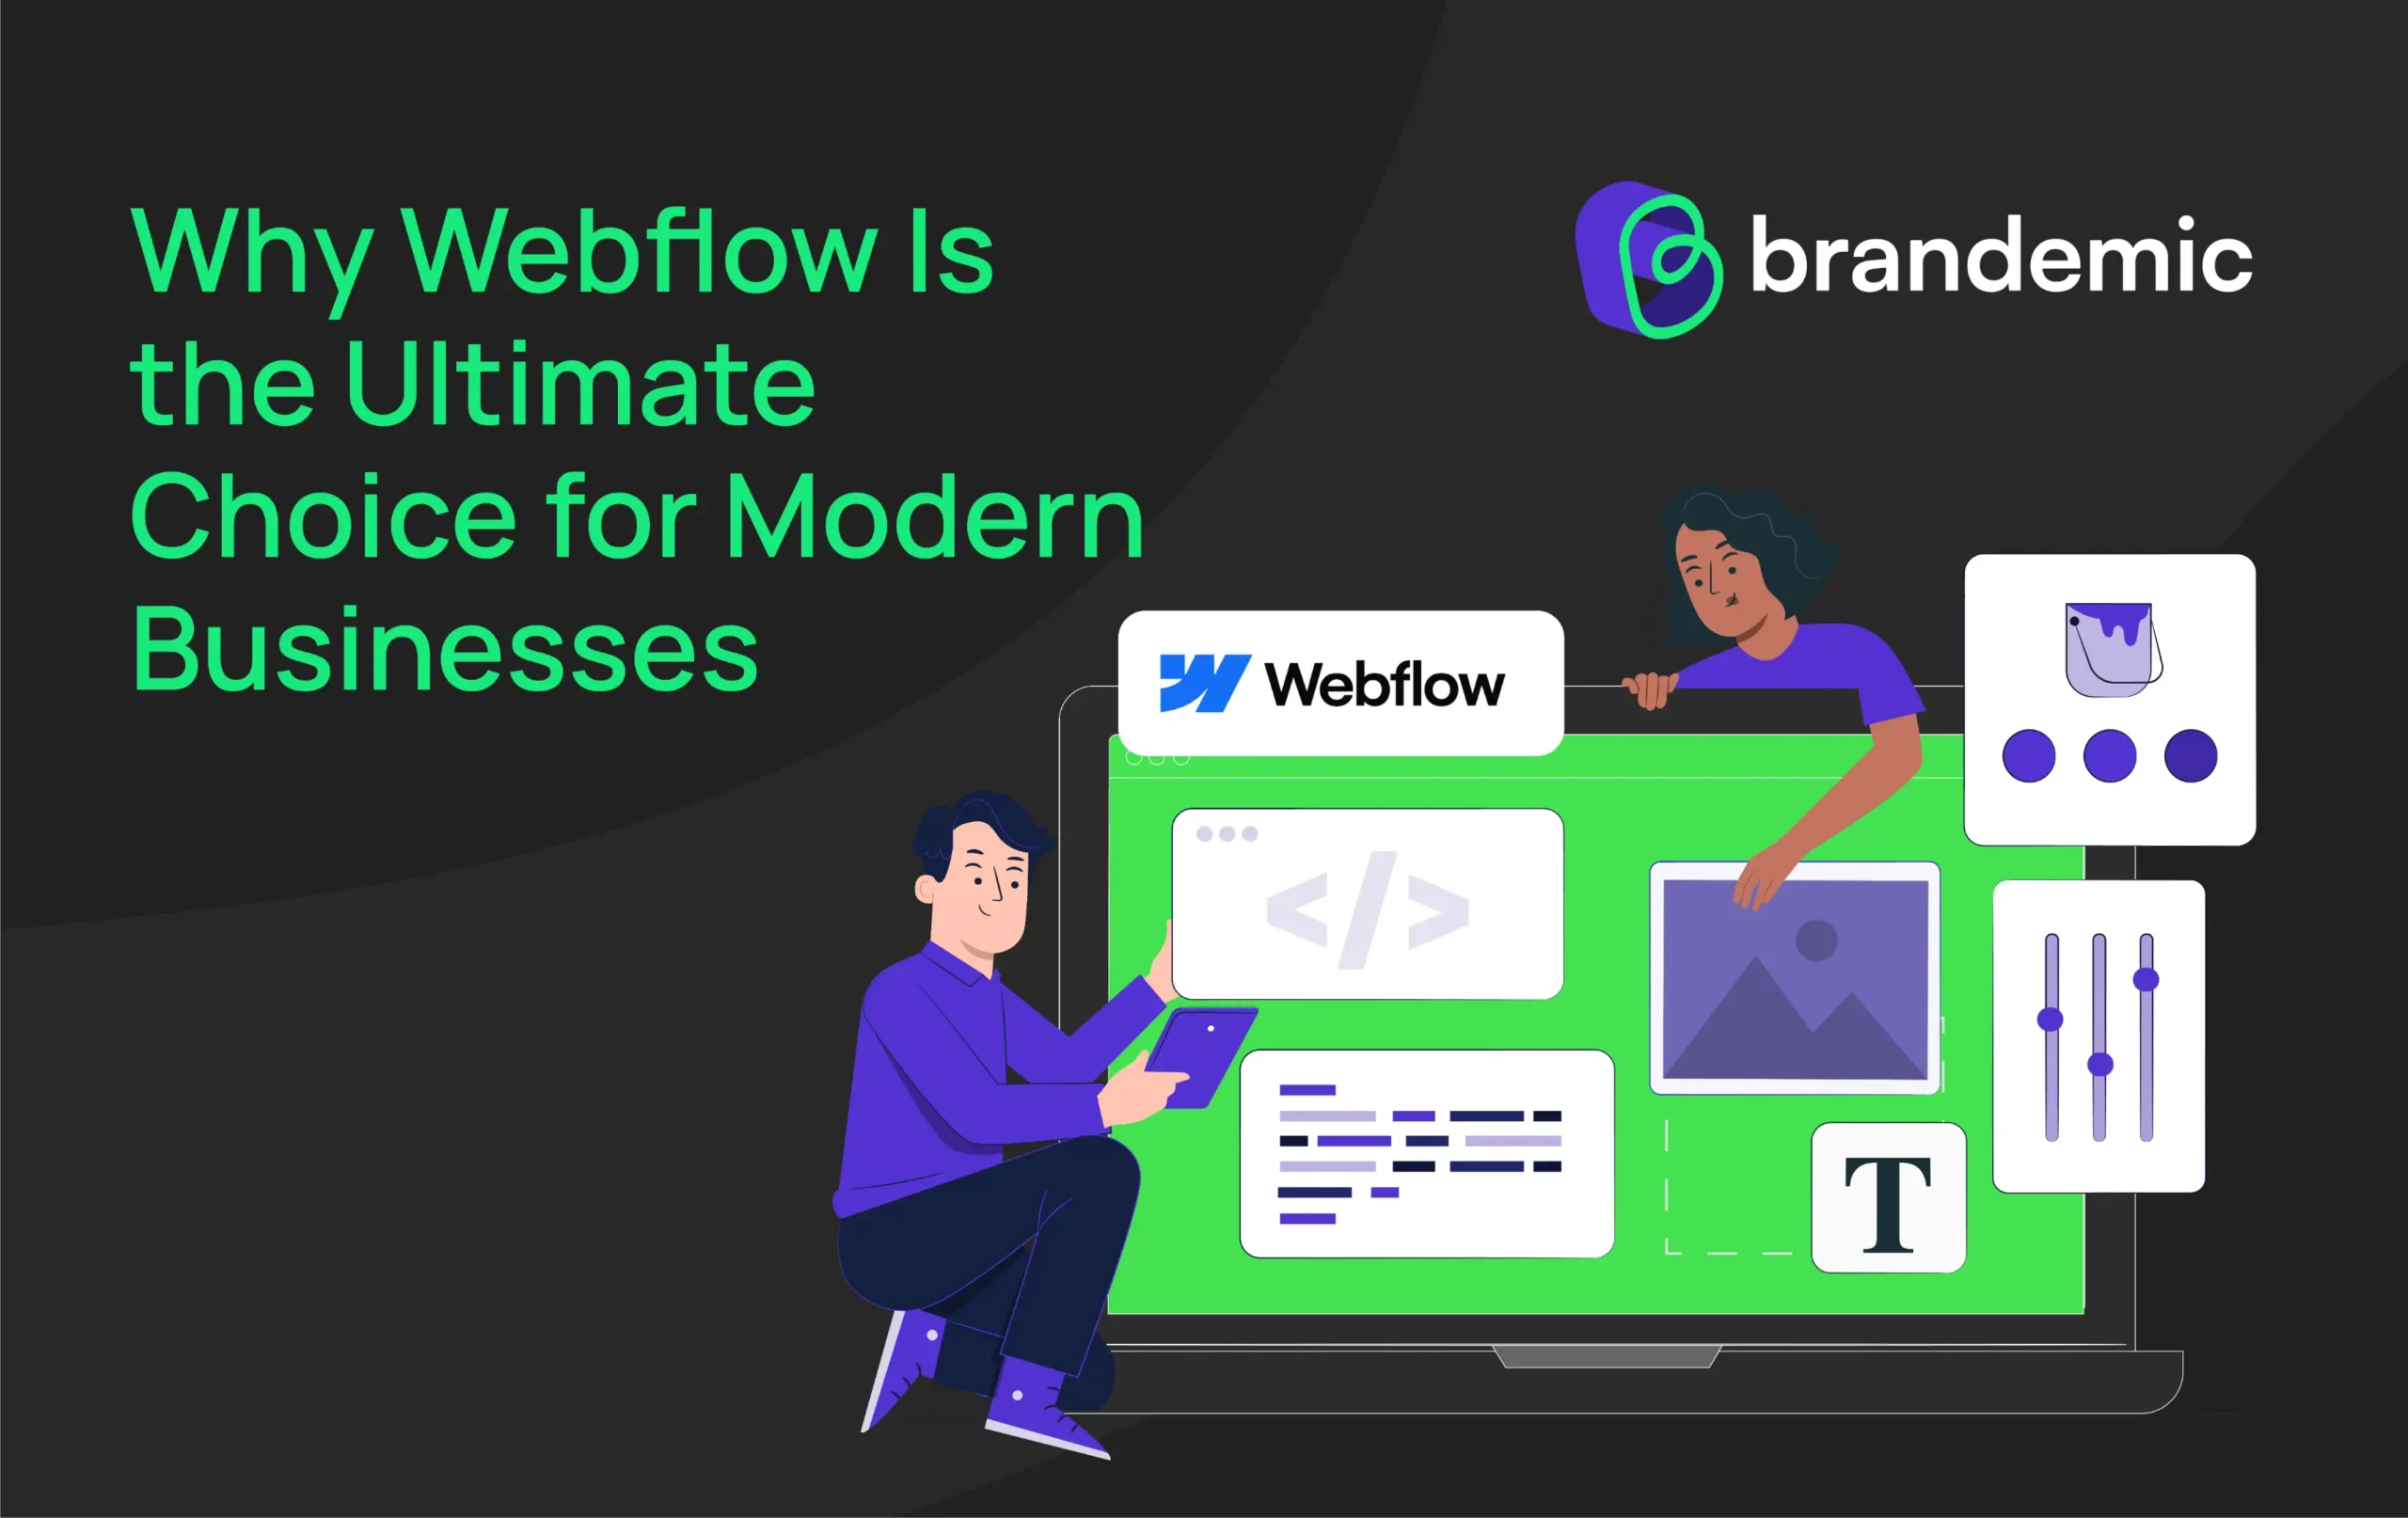 Why Webflow Is
the Ultimate
Choice for Modern
Businesses
brandemic
Webflow
</>
T